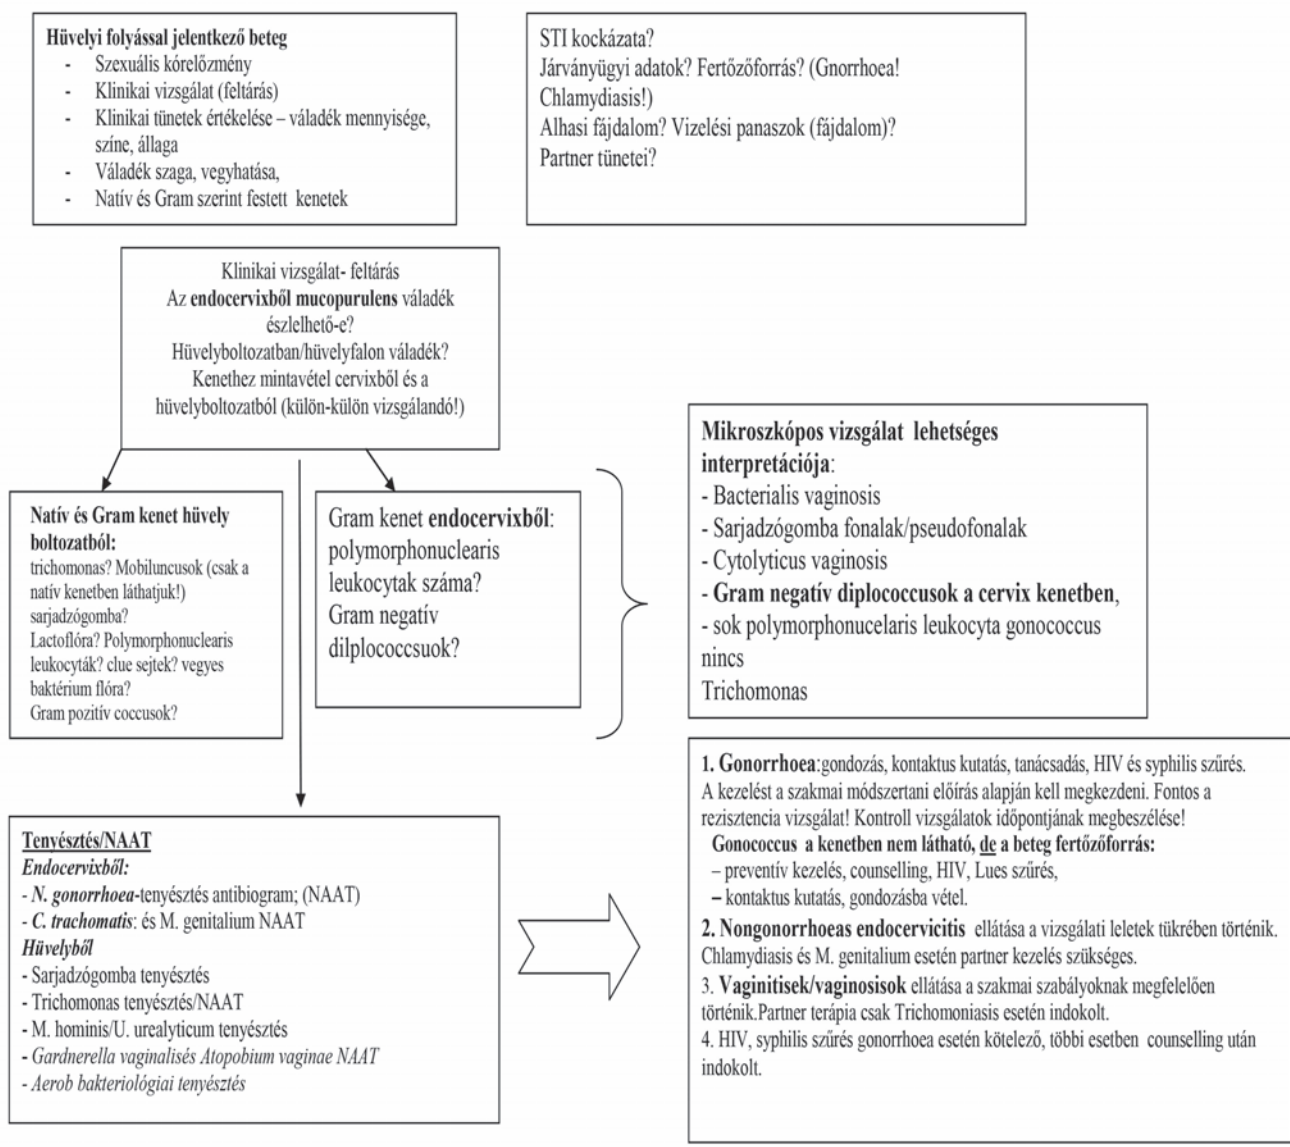 Hüvelyi folyással jelentkező beteg
- Szexuális kórelőzmény
- Klinikai vizsgálat (feltárás)
- Klinikai tünetek értékelése – váladék mennyisége,
színe, állaga
- Váladék szaga, vegyhatása,
- Natív és Gram szerint festett kenetek
STI kockázata?
Járványügyi adatok? Fertőzőforrás? (Gnorrhoea!
Chlamydiasis!)
Alhasi fájdalom? Vizelési panaszok (fájdalom)?
Partner tünetei?
Klinikai vizsgálat- feltárás
Az endocervixből mucopurulens váladék
észlelhető-e?
Hüvelyboltozatban/hüvelyfalon váladék?
Kenethez mintavétel cervixből és a
hüvelyboltozatból (külön-külön vizsgálandó!)
Natív és Gram kenet hüvely
boltozatból:
trichomonas? Mobiluncusok (csak a
natív kenetben láthatjuk!)
sarjadzógomba?
Lactoflóra? Polymorphonuclearis
leukocyták? clue sejtek? vegyes
baktérium flóra?
Gram pozitív coccusok?
Gram kenet endocervixből:
polymorphonuclearis
leukocytak száma?
Gram negatív
dilplococcsuok?
Mikroszkópos vizsgálat lehetséges
interpretációja:
- Bacterialis vaginosis
- Sarjadzógomba fonalak/pseudofonalak
- Cytolyticus vaginosis
- Gram negatív diplococcusok a cervix kenetben,
- sok polymorphonucelaris leukocyta gonococcus
nincs
Trichomonas
Tenyésztés/NAAT
Endocervixből:
- N. gonorrhoea-tenyésztés antibiogram; (NAAT)
- C. trachomatis: és M. genitalium NAAT
Hüvelyből
- Sarjadzógomba tenyésztés
- Trichomonas tenyésztés/NAAT
- M. hominis/U. urealyticum tenyésztés
- Gardnerella vaginalisés Atopobium vaginae NAAT
- Aerob bakteriológiai tenyésztés
1. Gonorrhoea:gondozás, kontaktus kutatás, tanácsadás, HIV és syphilis szűrés.
A kezelést a szakmai módszertani előírás alapján kell megkezdeni. Fontos a
rezisztencia vizsgálat! Kontroll vizsgálatok időpontjának megbeszélése!
Gonococcus a kenetben nem látható, de a beteg fertőzőforrás:
– preventív kezelés, counselling, HIV, Lues szűrés,
– kontaktus kutatás, gondozásba vétel.
2. Nongonorrhoeas endocervicitis ellátása a vizsgálati leletek tükrében történik.
Chlamydiasis és M. genitalium esetén partner kezelés szükséges.
3. Vaginitisek/vaginosisok ellátása a szakmai szabályoknak megfelelően
történik.Partner terápia csak Trichomoniasis esetén indokolt.
4. HIV, syphilis szűrés gonorrhoea esetén kötelező, többi esetben counselling után
indokolt.